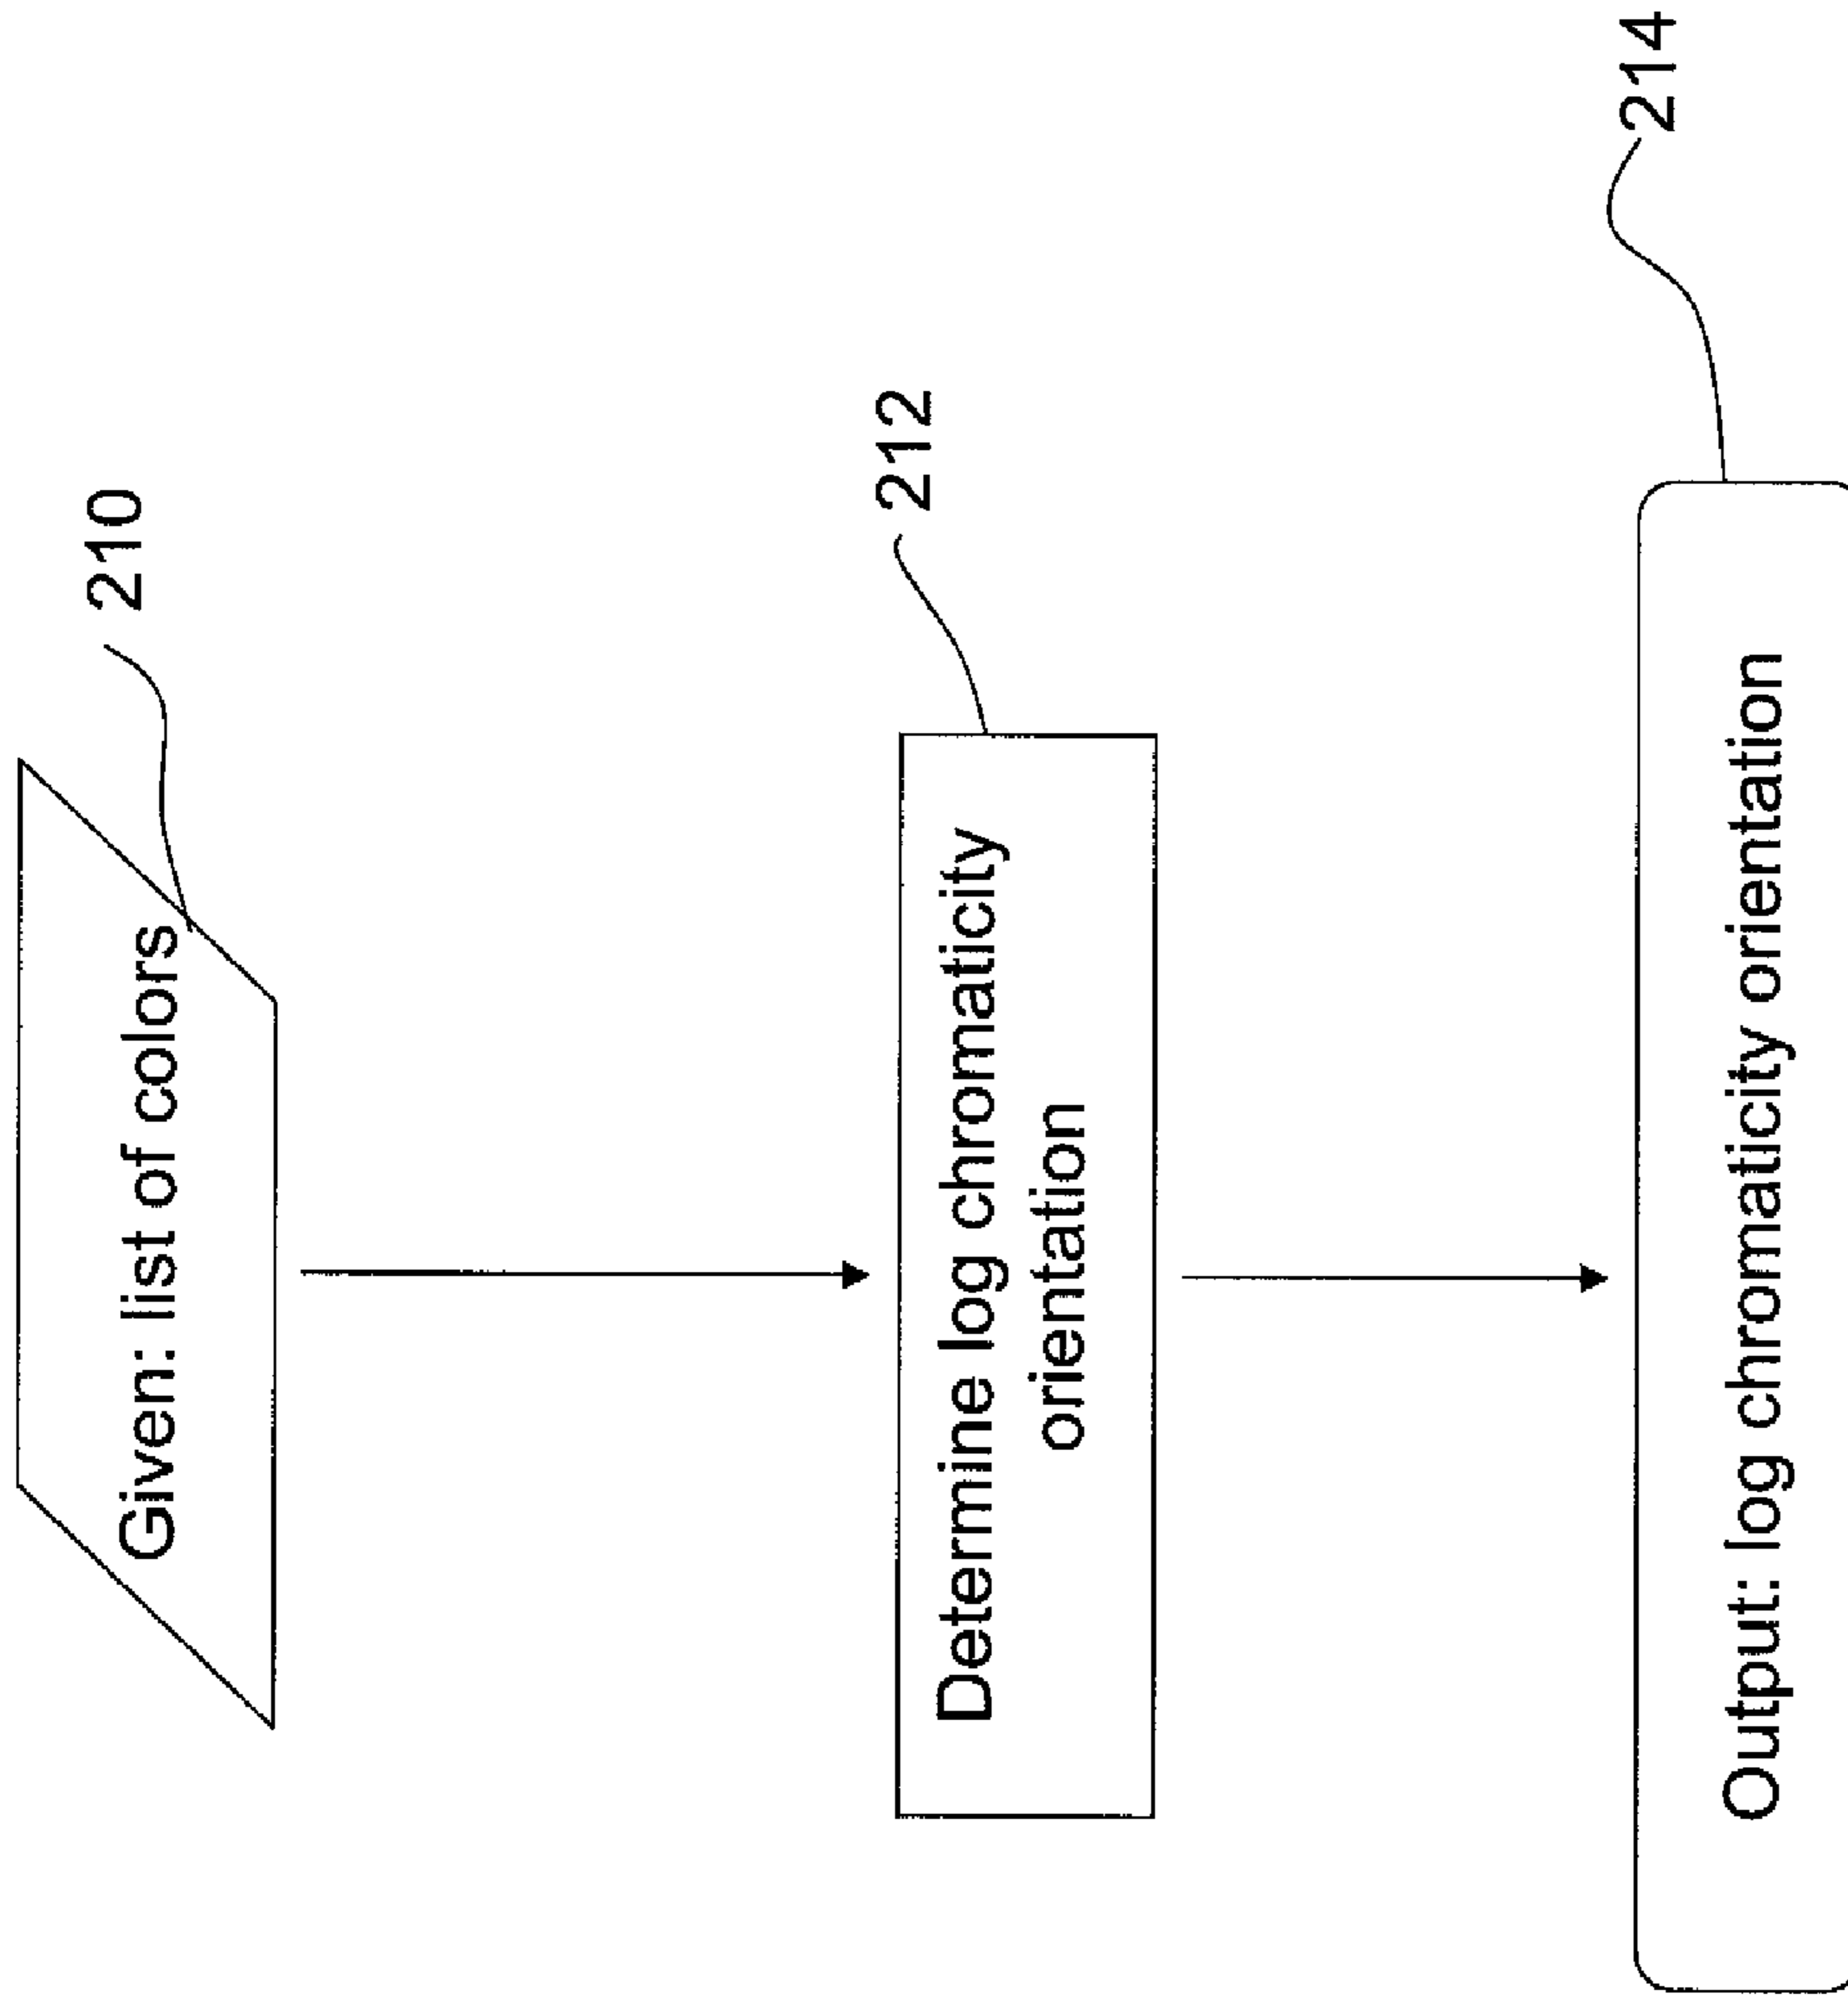 Given: list of colors
210
Determine log chromaticity
orientation
212
Output: log chromaticity orientation
214